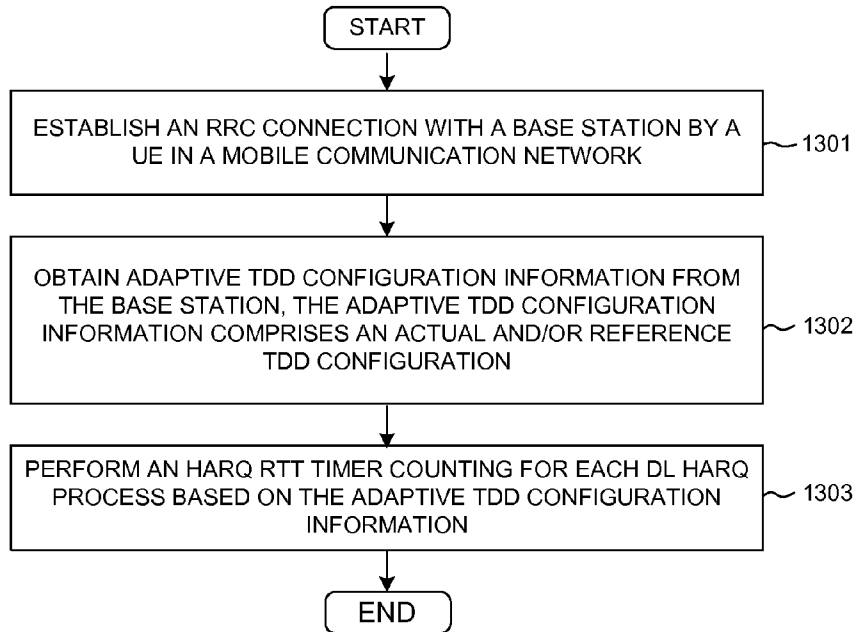 START
ESTABLISH AN RRC CONNECTION WITH A BASE STATION BY A
UE IN A MOBILE COMMUNICATION NETWORK
1301
OBTAIN ADAPTIVE TDD CONFIGURATION INFORMATION FROM
THE BASE STATION, THE ADAPTIVE TDD CONFIGURATION
INFORMATION COMPRISES AN ACTUAL AND/OR REFERENCE
TDD CONFIGURATION
1302
PERFORM AN HARQ RTT TIMER COUNTING FOR EACH DL HARQ
PROCESS BASED ON THE ADAPTIVE TDD CONFIGURATION
INFORMATION
1303
END